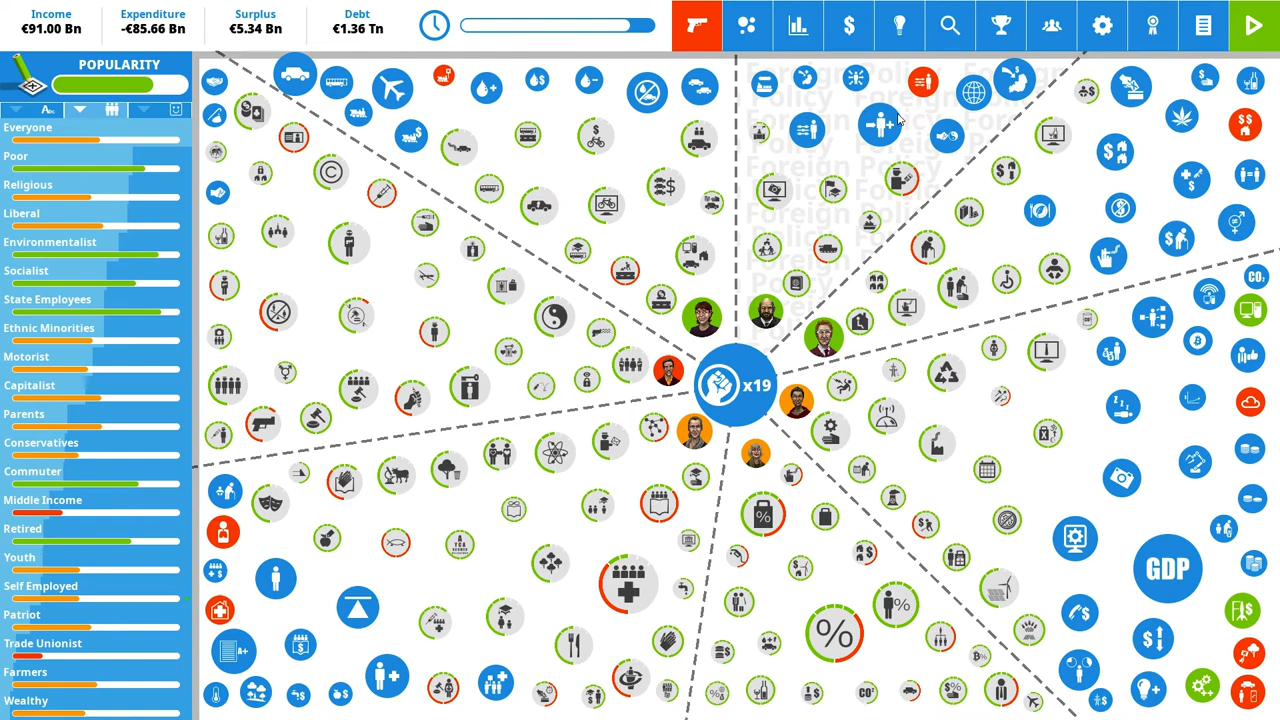 Income
€91.00 Bn
Expenditure
-€85.66 Bn
Surplus
€5.34 Bn
Debt
€1.36 Tn
POPULARITY
Everyone
Poor
Religious
Liberal
Environmentalist
Socialist
State Employees
Ethnic Minorities
Motorist
Capitalist
Parents
Conservatives
Commuter
Middle Income
Retired
Youth
Self Employed
Patriot
Trade Unionist
Farmers
Wealthy
Foreign Policy
x19
GDP
CO²
CO²
A+